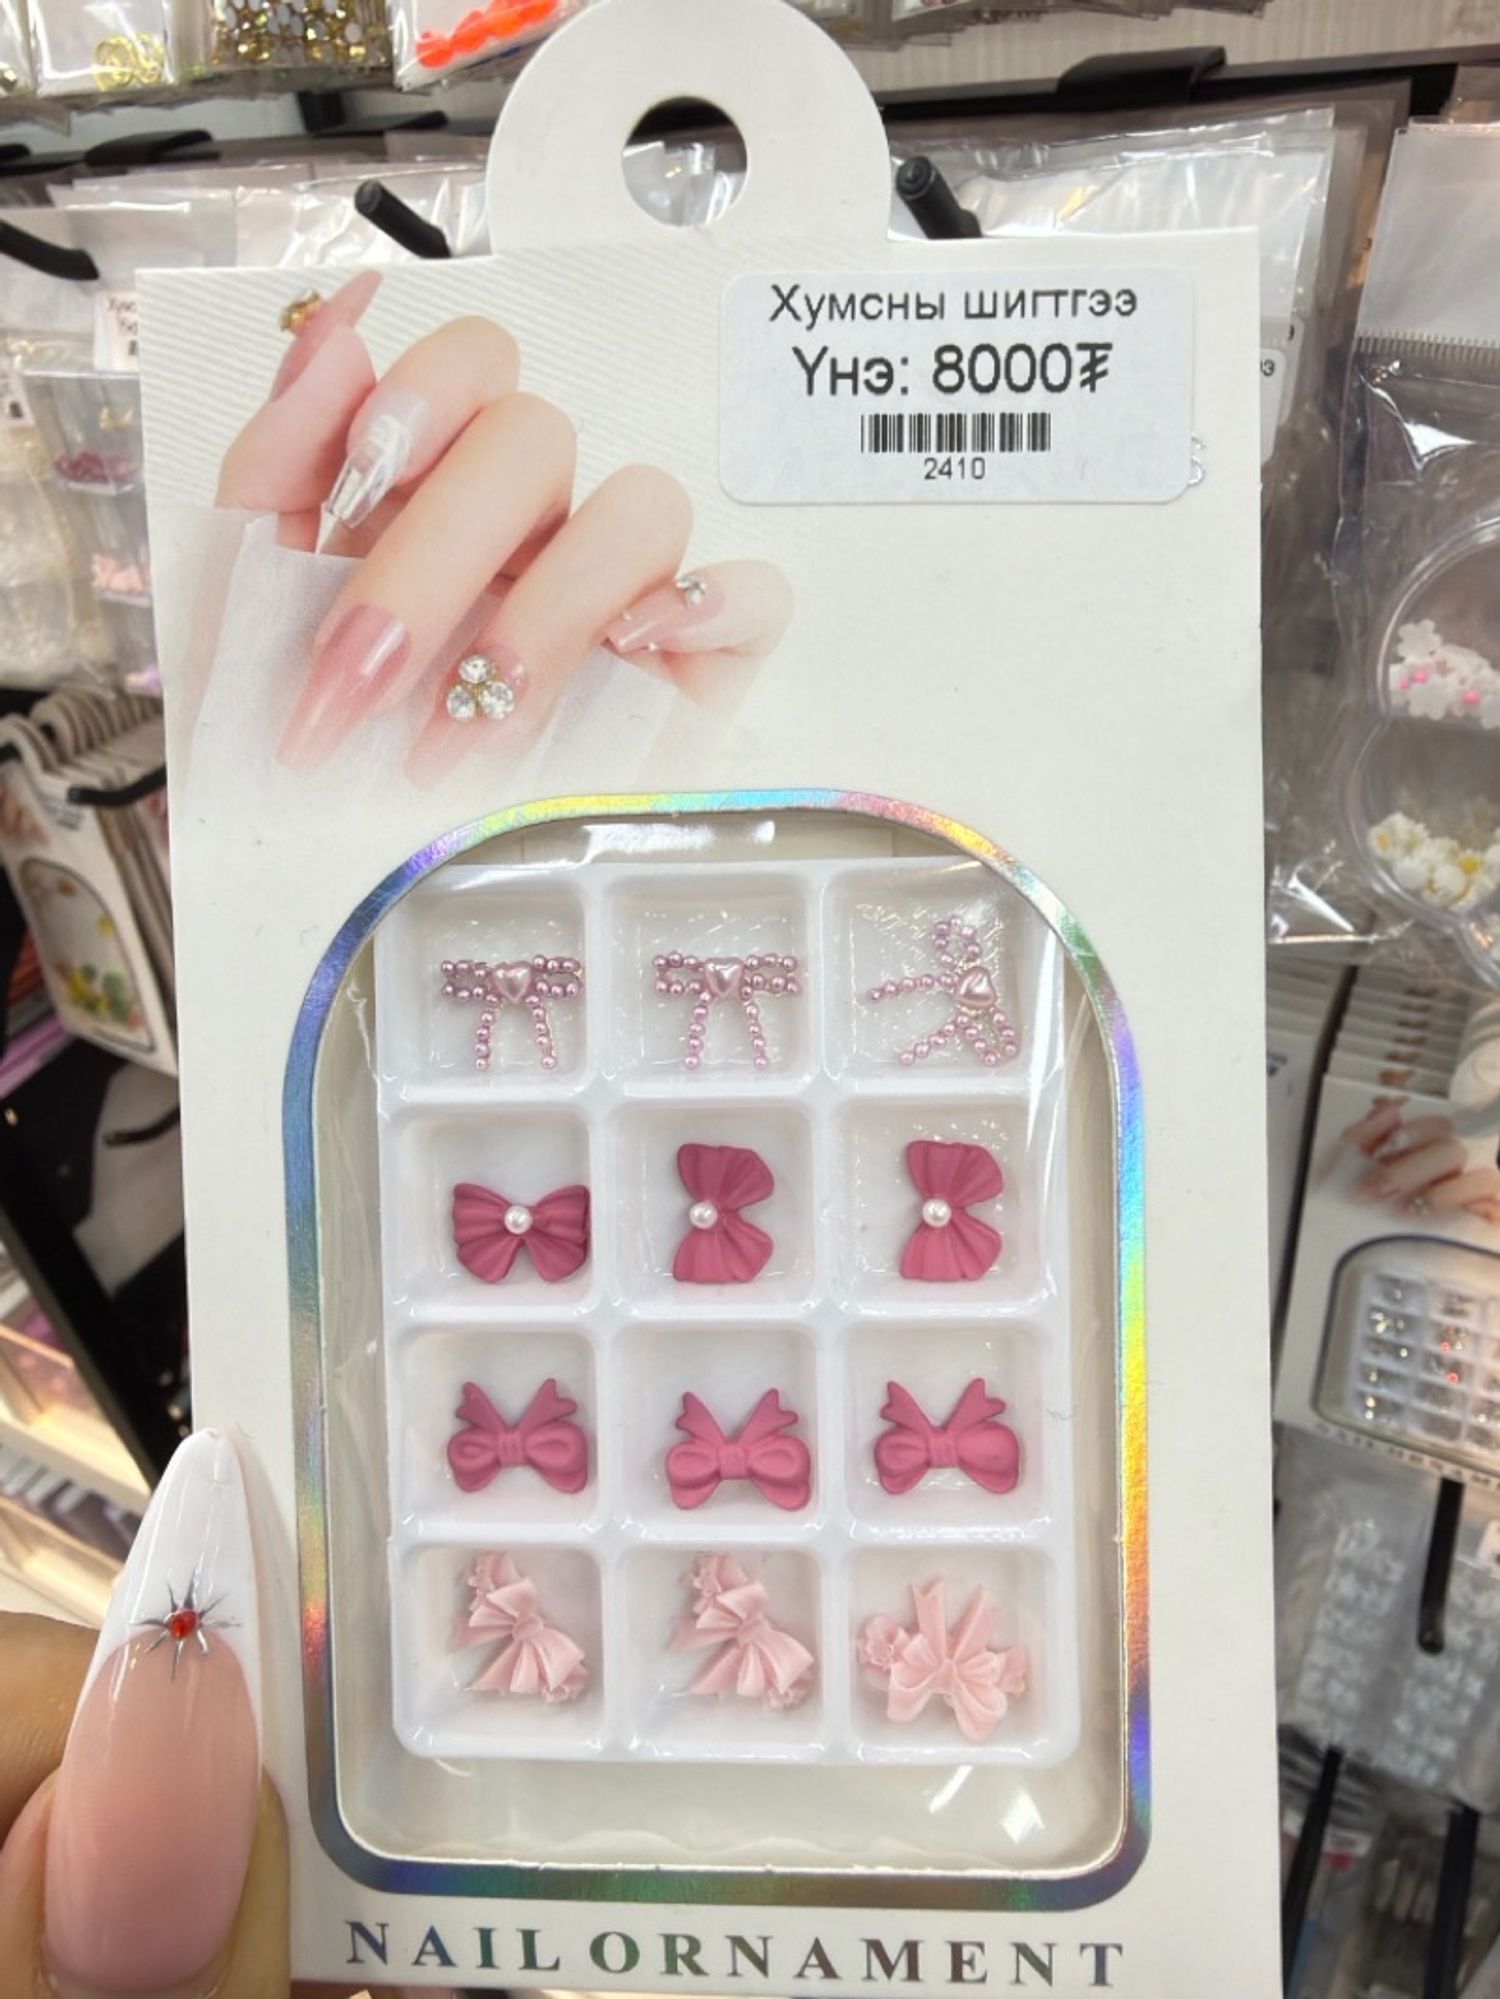 Хумсны шигтгээ
Үнэ: 8000₮
2410
NAIL ORNAMENT